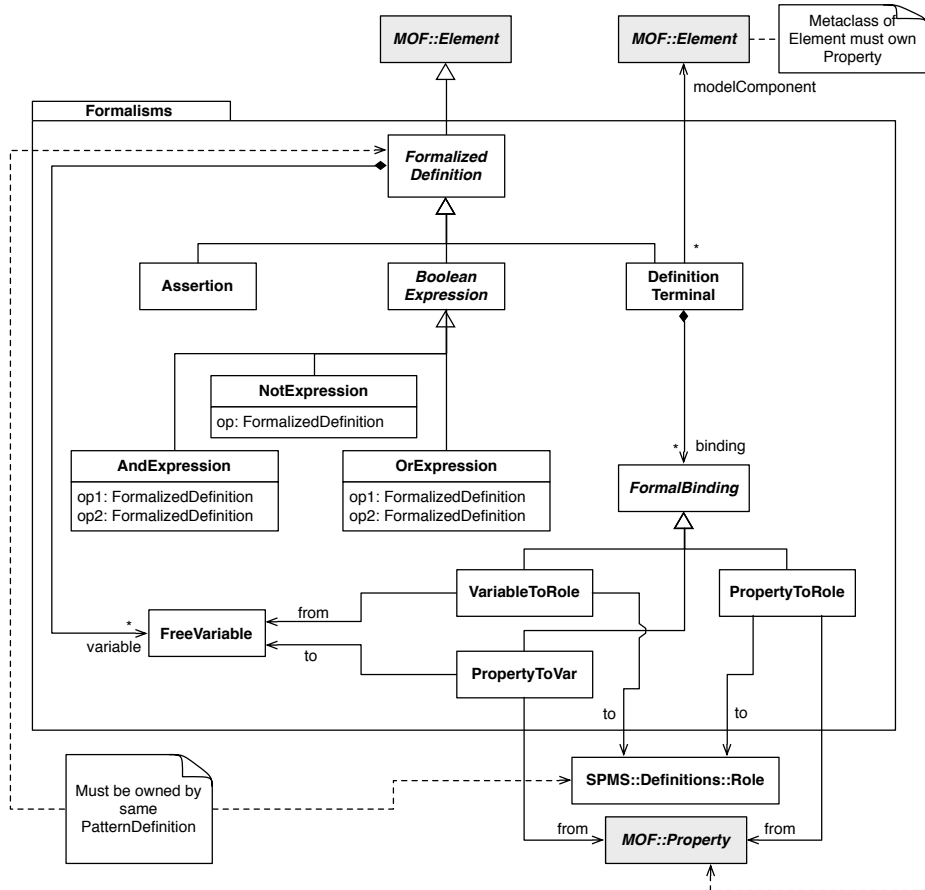 MOF::Element
MOF::Element
Metaclass of
Element must own
Property
modelComponent
Formalisms
Formalized
Definition
*
Assertion
Boolean
Expression
Definition
Terminal
NotExpression
op: FormalizedDefinition
AndExpression
op1: FormalizedDefinition
op2: FormalizedDefinition
OrExpression
op1: FormalizedDefinition
op2: FormalizedDefinition
* binding
FormalBinding
VariableToRole
PropertyToRole
from
* 
variable
FreeVariable
to
PropertyToVar
to
to
Must be owned by
same
PatternDefinition
SPMS::Definitions::Role
from
MOF::Property
from